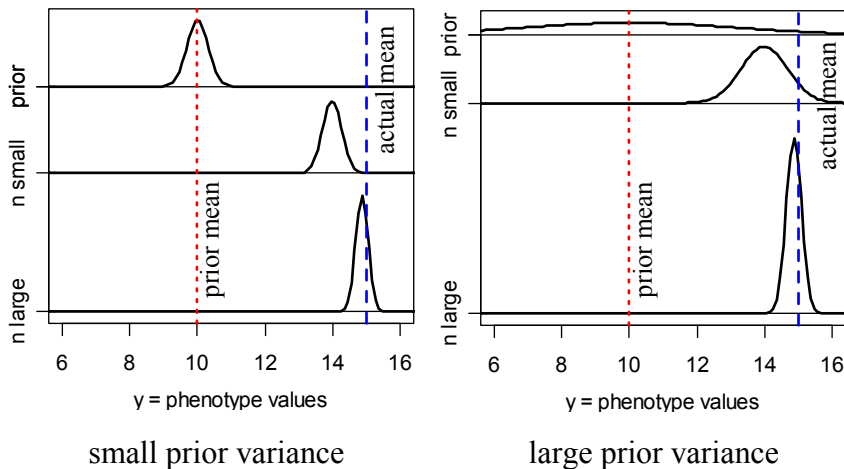 prior
n small
n large
prior mean
actual mean
6 8 10 12 14 16
y = phenotype values
small prior variance
prior
n small
n large
prior mean
actual mean
6 8 10 12 14 16
y = phenotype values
large prior variance